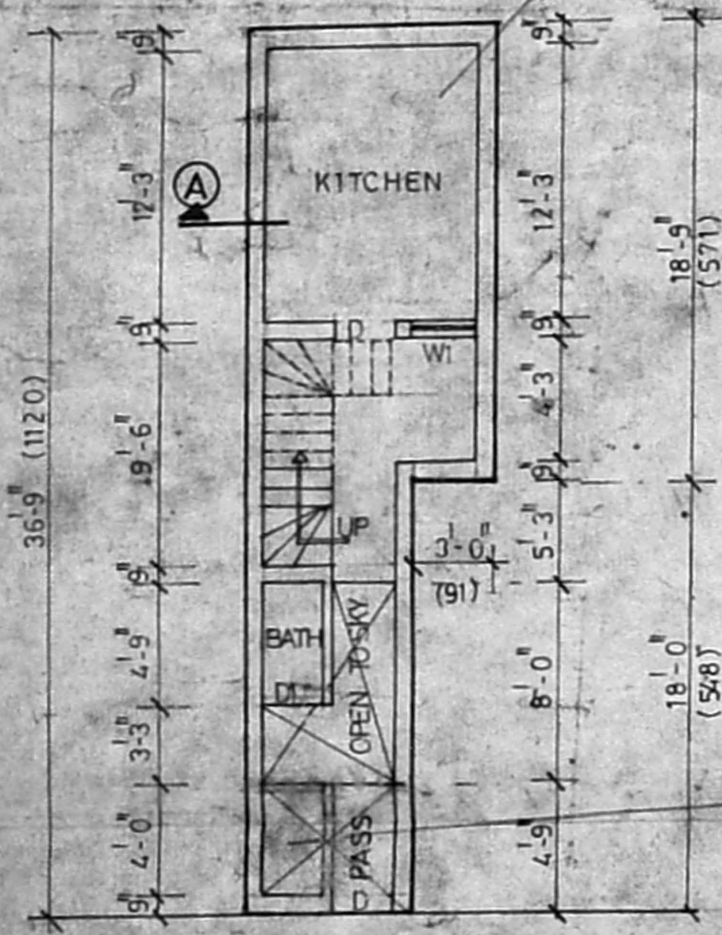 9"
9"
A
KITCHEN
12'-3"
12'-3"
18'-9"
(571)
9"
D
W1
9"
36-9" (1120)
19'-6"
4'-3"
9"
UP
3'-0"
(91)
5'-3"
9"
BATH
OPEN TO SKY
4'-9"
D
8'-0"
18'-0"
(548)
3'-3"
4'-0"
PASS
D
4'-9"
9"